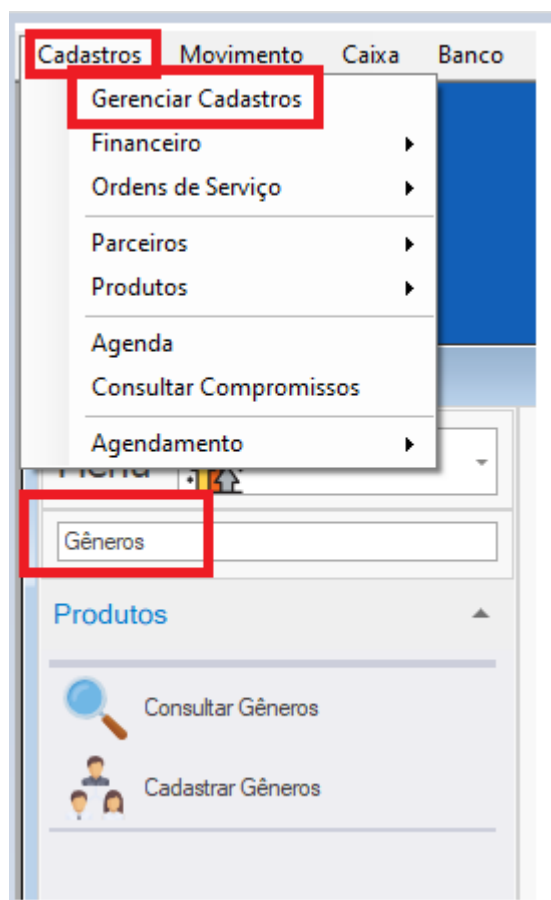 Cadastros Movimento Caixa Banco
Gerenciar Cadastros
Financeiro
Ordens de Serviço
Parceiros
Produtos
Agenda
Consultar Compromissos
Agendamento
Menu
Gêneros
Produtos
Consultar Gêneros
Cadastrar Gêneros